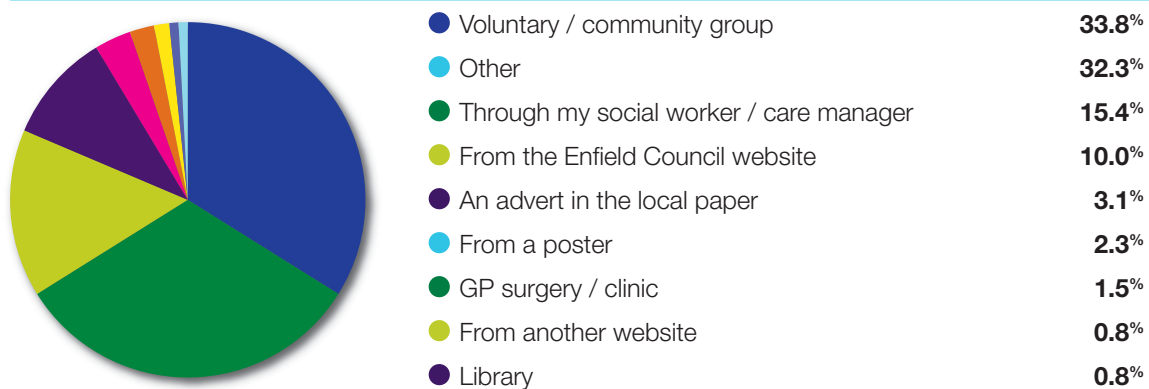 Voluntary / community group 33.8%
Other 32.3%
Through my social worker / care manager 15.4%
From the Enfield Council website 10.0%
An advert in the local paper 3.1%
From a poster 2.3%
GP surgery / clinic 1.5%
From another website 0.8%
Library 0.8%